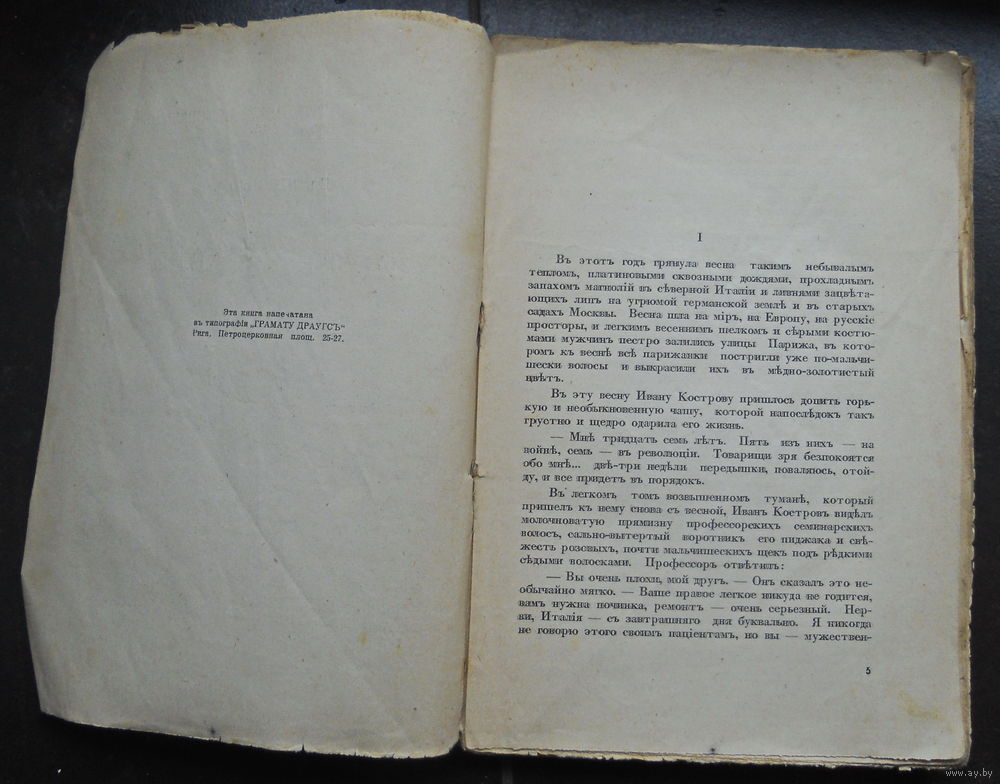 Эта книга напечатана
въ типографіи „ГРАМАТУ ДРАУГСЪ“
Рига, Петроцерковная площ. 25-27.
I
Въ этотъ годъ грянула весна такимъ небывалымъ
тепломъ, платиновыми сквозными дождями, прохладнымъ
запахомъ магнолій въ сѣверной Италіи и ливнями зацвѣта-
ющихъ липъ на угрюмой германской землѣ и въ старыхъ
садахъ Москвы. Весна шла на міръ, на Европу, на русскіе
просторы, и легкимъ весеннимъ шелкомъ и сѣрыми костю-
мами мужчинъ пестро залились улицы Парижа, въ кото-
ромъ къ веснѣ всѣ парижанки постригли уже по-мальчи-
шески волосы и выкрасили ихъ въ мѣдно-золотистый
цвѣтъ.
Въ эту весну Ивану Кострову пришлось допить горь-
кую и необыкновенную чашу, которой напослѣдокъ такъ
грустно и щедро одарила его жизнь.
— Мнѣ тридцать семь лѣтъ. Пять изъ нихъ — на
войнѣ, семь — въ революціи. Товарищи зря безпокоятся
обо мнѣ... двѣ-три недѣли передышки, поваляюсь, отой-
ду, и все придетъ въ порядокъ.
Въ легкомъ томъ возвышенномъ туманѣ, который
пришелъ къ нему снова съ весной, Иванъ Костровъ видѣлъ
молочноватую прямизну профессорскихъ семинарскихъ
волосъ, сально-вытертый воротникъ его пиджака и свѣ-
жесть розовыхъ, почти мальчишескихъ щекъ подъ рѣдкими
сѣдыми волосками. Профессоръ отвѣтилъ:
— Вы очень плохи, мой другъ. — Онъ сказалъ это не-
обычайно мягко. — Ваше правое легкое никуда не годится,
вамъ нужна починка, ремонтъ — очень серьезный. Нер-
ви, Италія — съ завтрашняго дня буквально. Я никогда
не говорю этого своимъ паціентамъ, но вы — мужествен-
5
www.ay.by